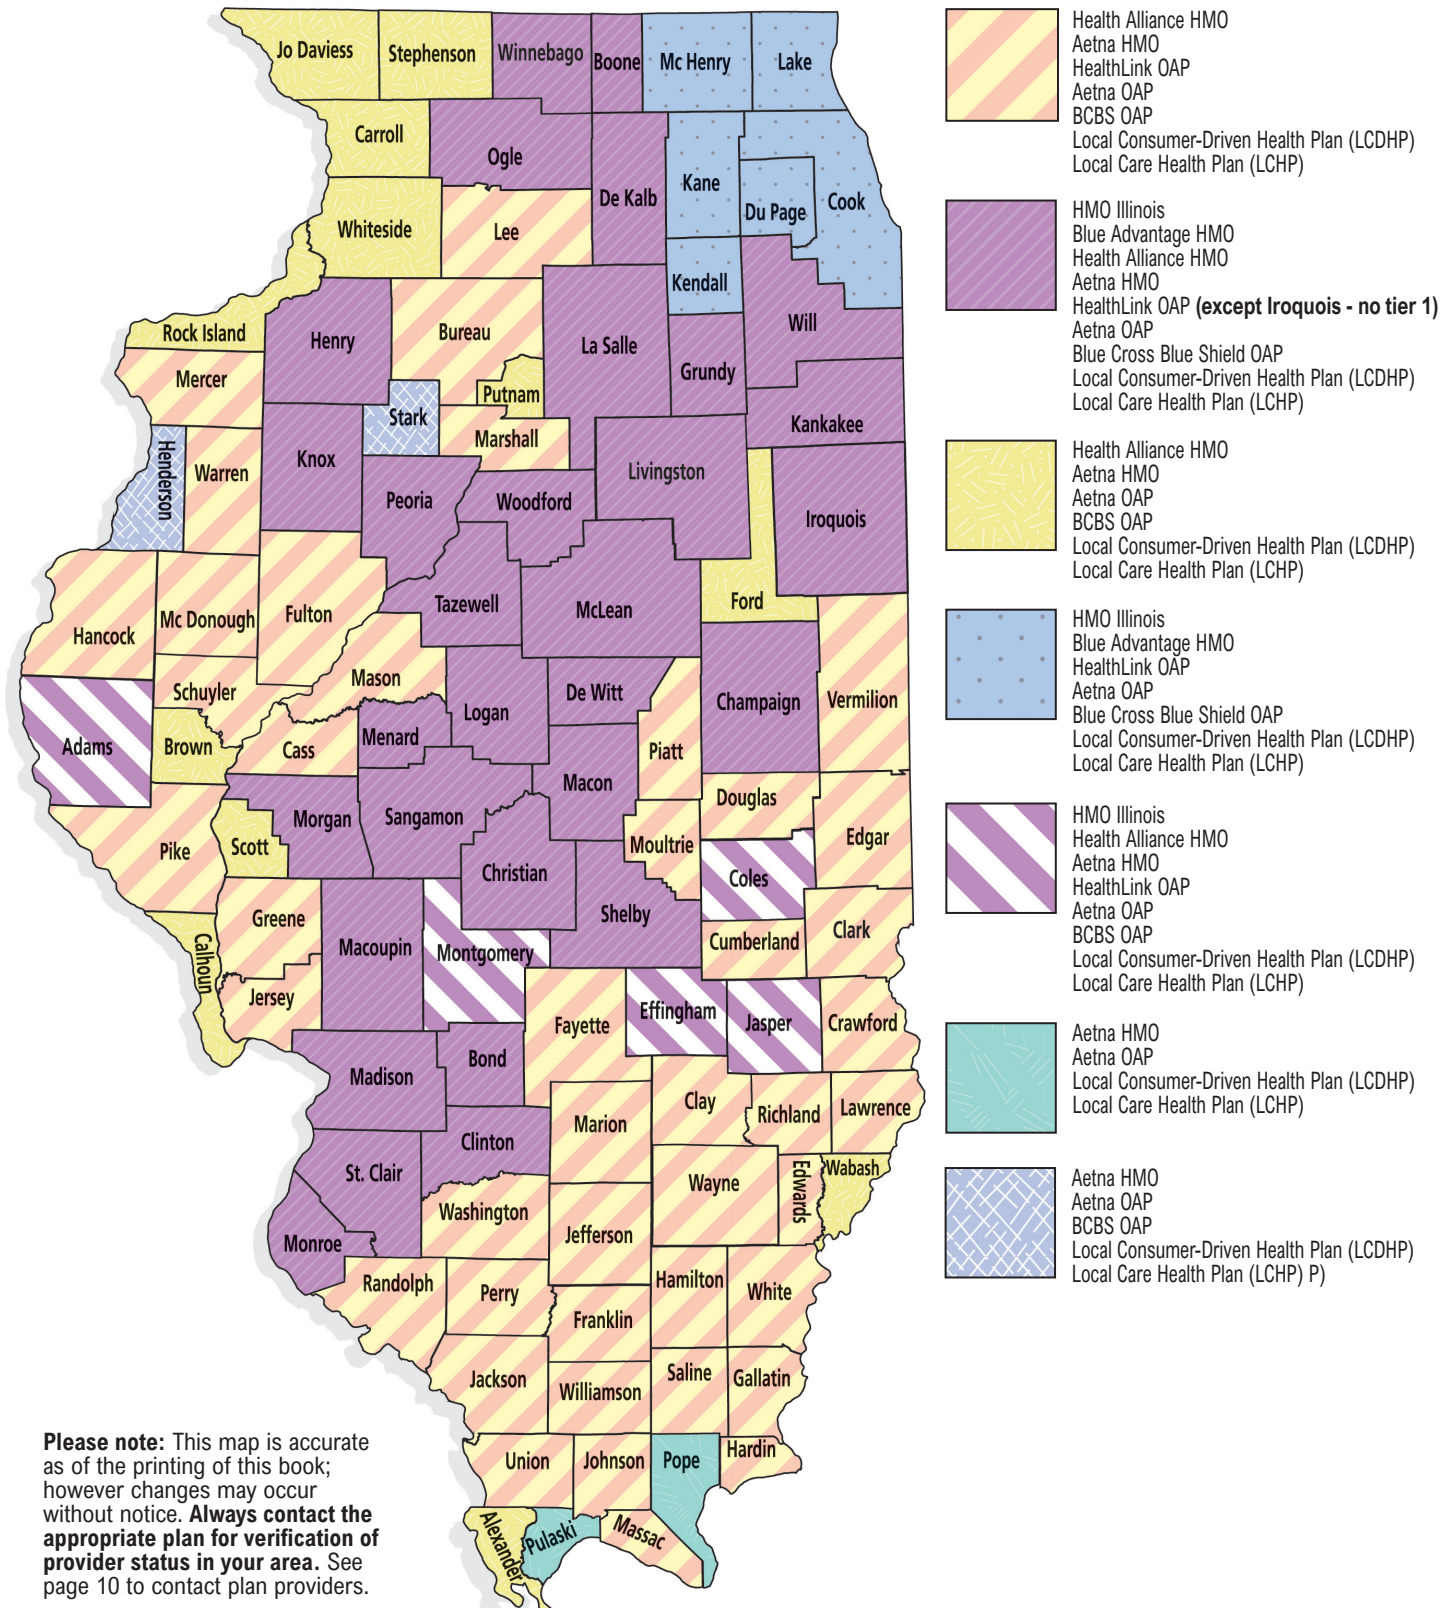 Jo Daviess
Stephenson
Winnebago
Boone
Mc Henry
Lake
Carroll
Ogle
De Kalb
Kane
Du Page
Cook
Whiteside
Lee
Kendall
Rock Island
Henry
Bureau
La Salle
Will
Mercer
Putnam
Grundy
Stark
Marshall
Kankakee
Henderson
Warren
Knox
Peoria
Woodford
Livingston
Iroquois
Hancock
Mc Donough
Fulton
Tazewell
McLean
Ford
Schuyler
Mason
Logan
De Witt
Champaign
Vermilion
Adams
Brown
Cass
Menard
Macon
Piatt
Pike
Scott
Morgan
Sangamon
Christian
Moultrie
Douglas
Edgar
Coles
Calhoun
Greene
Macoupin
Montgomery
Shelby
Cumberland
Clark
Jersey
Fayette
Effingham
Jasper
Crawford
Madison
Bond
Marion
Clay
Richland
Lawrence
St. Clair
Clinton
Wayne
Edwards
Wabash
Monroe
Washington
Jefferson
Randolph
Perry
Hamilton
White
Franklin
Jackson
Williamson
Saline
Gallatin
Union
Johnson
Pope
Hardin
Alexander
Pulaski
Massac
Health Alliance HMO
Aetna HMO
HealthLink OAP
Aetna OAP
BCBS OAP
Local Consumer-Driven Health Plan (LCDHP)
Local Care Health Plan (LCHP)
HMO Illinois
Blue Advantage HMO
Health Alliance HMO
Aetna HMO
HealthLink OAP (except Iroquois - no tier 1)
Aetna OAP
Blue Cross Blue Shield OAP
Local Consumer-Driven Health Plan (LCDHP)
Local Care Health Plan (LCHP)
Health Alliance HMO
Aetna HMO
Aetna OAP
BCBS OAP
Local Consumer-Driven Health Plan (LCDHP)
Local Care Health Plan (LCHP)
HMO Illinois
Blue Advantage HMO
HealthLink OAP
Aetna OAP
Blue Cross Blue Shield OAP
Local Consumer-Driven Health Plan (LCDHP)
Local Care Health Plan (LCHP)
HMO Illinois
Health Alliance HMO
Aetna HMO
HealthLink OAP
Aetna OAP
BCBS OAP
Local Consumer-Driven Health Plan (LCDHP)
Local Care Health Plan (LCHP)
Aetna HMO
Aetna OAP
Local Consumer-Driven Health Plan (LCDHP)
Local Care Health Plan (LCHP)
Aetna HMO
Aetna OAP
BCBS OAP
Local Consumer-Driven Health Plan (LCDHP)
Local Care Health Plan (LCHP) P)
Please note: This map is accurate
as of the printing of this book;
however changes may occur
without notice. Always contact the
appropriate plan for verification of
provider status in your area. See
page 10 to contact plan providers.